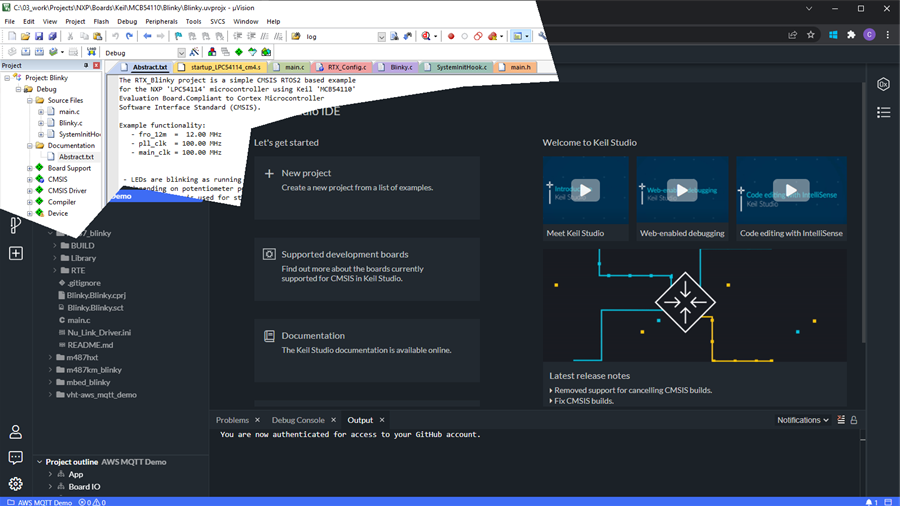 C:\03_work\Projects\NXP\Boards\Keil\MCB54110\Blinky\Blinky.uvprojx - µVision
File Edit View Project Flash Debug Peripherals Tools SVCS Window Help
log
LOAD
Debug
Project
Project: Blinky
Debug
Source Files
main.c
Blinky.c
SystemInitHoo
Documentation
Abstract.txt
Board Support
CMSIS
CMSIS Driver
Compiler
Device
Abstract.txt startup_LPC54114_cm4.s main.c RTX_Config.c Blinky.c SystemInitHook.c main.h
The RTX_Blinky project is a simple CMSIS RTOS2 based example
for the NXP 'LPC54114' microcontroller using Keil 'MCB54110'
Evaluation Board.Compliant to Cortex Microcontroller
Software Interface Standard (CMSIS).
Example functionality:
- fro_12m = 12.00 MHz
- pll_clk = 100.00 MHz
- main_clk = 100.00 MHz
- LEDs are blinking as running
depending on potentiometer po
is used for st
Demo
C
IDE
Let's get started
New project
Create a new project from a list of examples.
Supported development boards
Find out more about the boards currently
supported for CMSIS in Keil Studio.
Documentation
The Keil Studio documentation is available online.
Welcome to Keil Studio
Introdu
Keil Studio
Meet Keil Studio
Web-enabled debugging
Keil Studio
Web-enabled debugging
Code editing with IntelliSense
Keil Studio
Code editing with IntelliSense
Latest release notes
Removed support for cancelling CMSIS builds.
Fix CMSIS builds.
_blinky
BUILD
Library
RTE
.gitignore
Blinky.Blinky.cprj
Blinky.Blinky.sct
main.c
Nu_Link_Driver.ini
README.md
m487hxt
m487km_blinky
mbed_blinky
vht-aws_mqtt_demo
Project outline AWS MQTT Demo
App
Board IO
Problems Debug Console Output
Notifications
You are now authenticated for access to your GitHub account.
AWS MQTT Demo 0 0
1